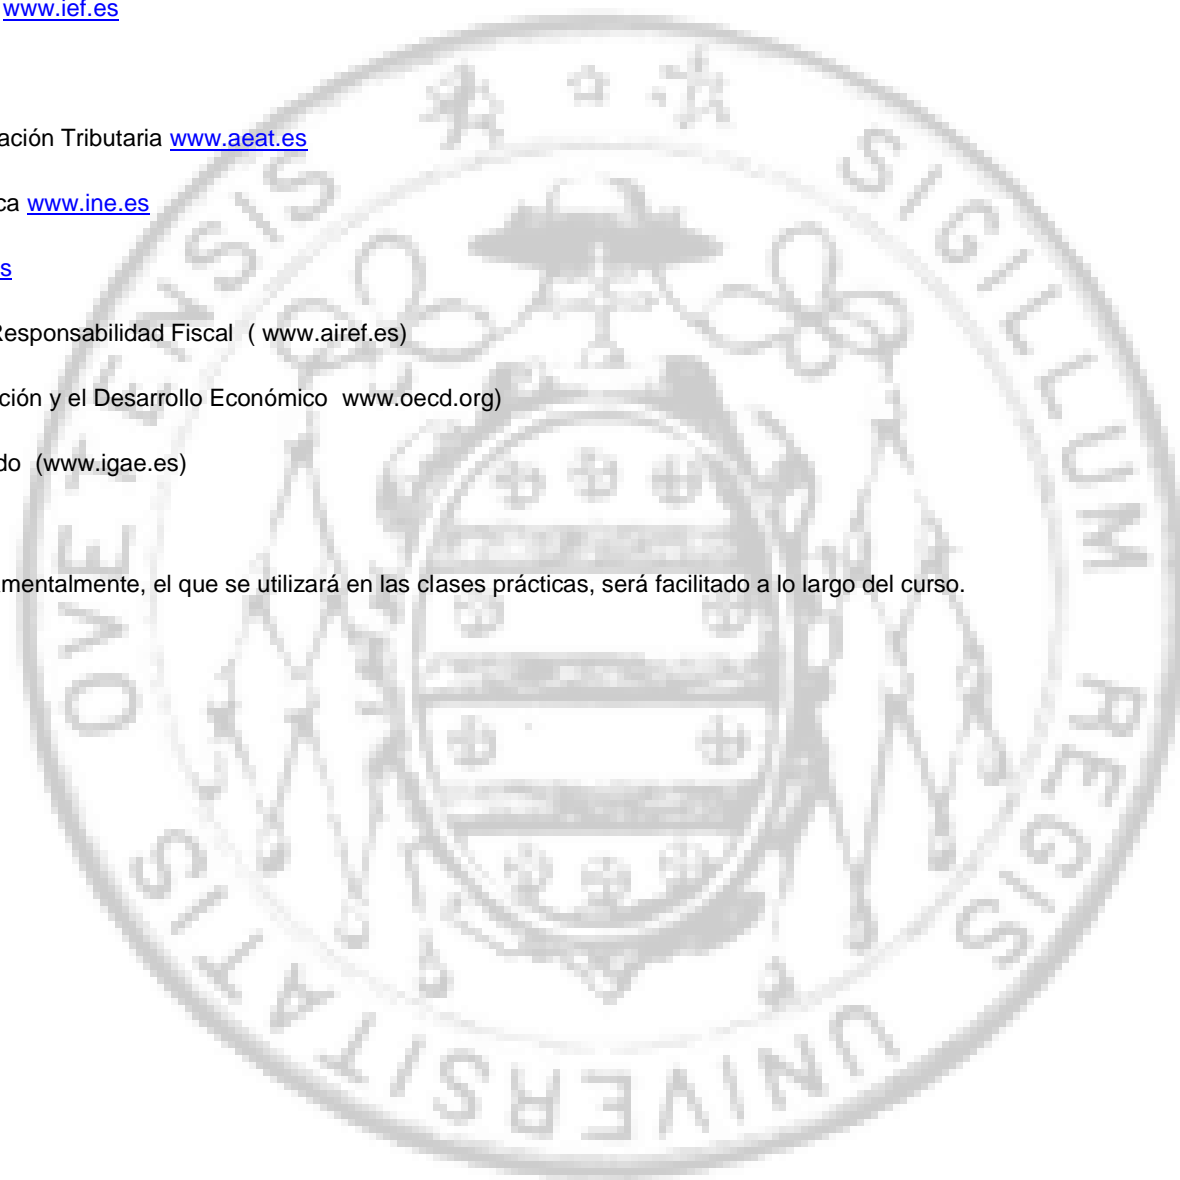 www.ief.es
ación Tributaria www.aeat.es
ca www.ine.es
s
Responsabilidad Fiscal ( www.airef.es)
ción y el Desarrollo Económico www.oecd.org)
do (www.igae.es)
amentalmente, el que se utilizará en las clases prácticas, será facilitado a lo largo del curso.
SIGILLUM REGIS UNIVERSITATIS OVETENSIS